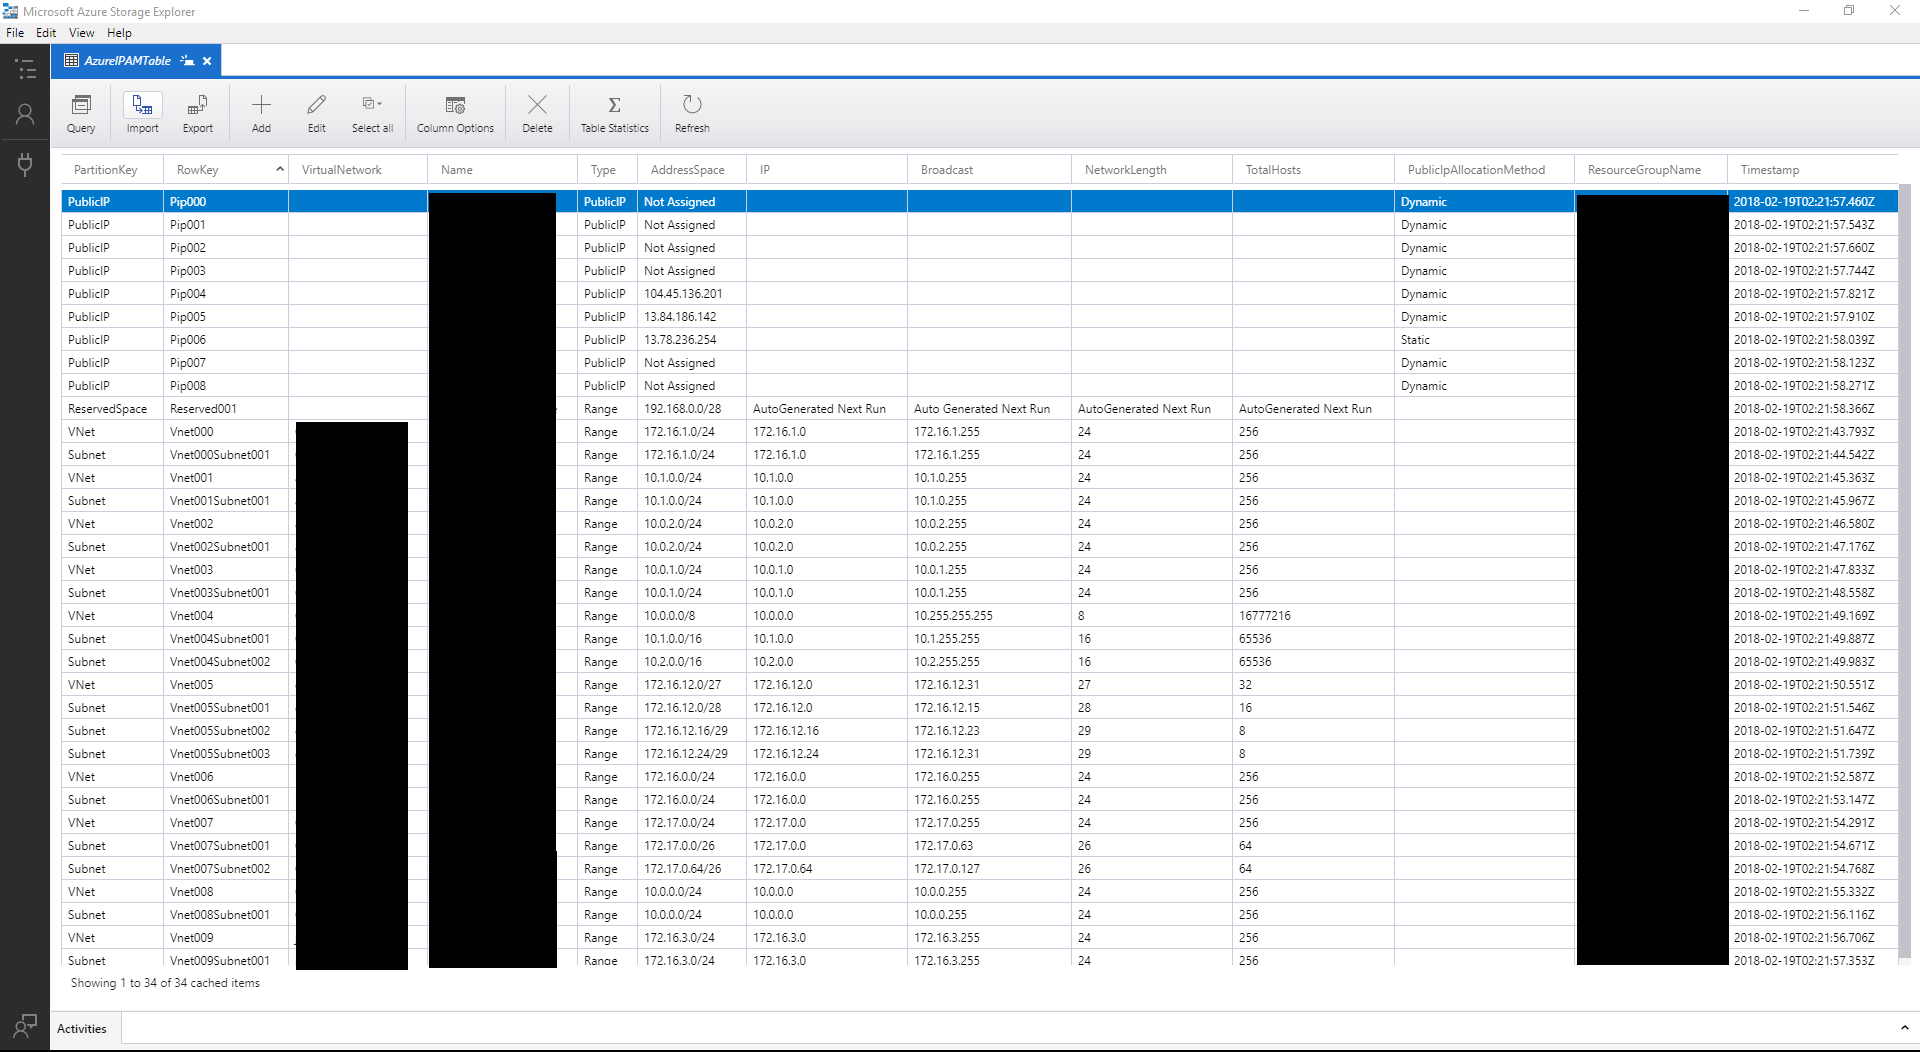 Microsoft Azure Storage Explorer
File Edit View Help
AzureIPAMTable
Query Import Export Add Edit Select all Column Options Delete Σ Table Statistics Refresh
PartitionKey RowKey VirtualNetwork Name Type AddressSpace IP Broadcast NetworkLength TotalHosts PublicIpAllocationMethod ResourceGroupName Timestamp
PublicIP Pip000 PublicIP Not Assigned Dynamic 2018-02-19T02:21:57.460Z
PublicIP Pip001 PublicIP Not Assigned Dynamic 2018-02-19T02:21:57.543Z
PublicIP Pip002 PublicIP Not Assigned Dynamic 2018-02-19T02:21:57.660Z
PublicIP Pip003 PublicIP Not Assigned Dynamic 2018-02-19T02:21:57.744Z
PublicIP Pip004 PublicIP 104.45.136.201 Dynamic 2018-02-19T02:21:57.821Z
PublicIP Pip005 PublicIP 13.84.186.142 Dynamic 2018-02-19T02:21:57.910Z
PublicIP Pip006 PublicIP 13.78.236.254 Static 2018-02-19T02:21:58.039Z
PublicIP Pip007 PublicIP Not Assigned Dynamic 2018-02-19T02:21:58.123Z
PublicIP Pip008 PublicIP Not Assigned Dynamic 2018-02-19T02:21:58.271Z
ReservedSpace Reserved001 Range 192.168.0.0/28 AutoGenerated Next Run Auto Generated Next Run AutoGenerated Next Run AutoGenerated Next Run 2018-02-19T02:21:58.366Z
VNet Vnet000 Range 172.16.1.0/24 172.16.1.0 172.16.1.255 24 256 2018-02-19T02:21:43.793Z
Subnet Vnet000Subnet001 Range 172.16.1.0/24 172.16.1.0 172.16.1.255 24 256 2018-02-19T02:21:44.542Z
VNet Vnet001 Range 10.1.0.0/24 10.1.0.0 10.1.0.255 24 256 2018-02-19T02:21:45.363Z
Subnet Vnet001Subnet001 Range 10.1.0.0/24 10.1.0.0 10.1.0.255 24 256 2018-02-19T02:21:45.967Z
VNet Vnet002 Range 10.0.2.0/24 10.0.2.0 10.0.2.255 24 256 2018-02-19T02:21:46.580Z
Subnet Vnet002Subnet001 Range 10.0.2.0/24 10.0.2.0 10.0.2.255 24 256 2018-02-19T02:21:47.176Z
VNet Vnet003 Range 10.0.1.0/24 10.0.1.0 10.0.1.255 24 256 2018-02-19T02:21:47.833Z
Subnet Vnet003Subnet001 Range 10.0.1.0/24 10.0.1.0 10.0.1.255 24 256 2018-02-19T02:21:48.558Z
VNet Vnet004 Range 10.0.0.0/8 10.0.0.0 10.255.255.255 8 16777216 2018-02-19T02:21:49.169Z
Subnet Vnet004Subnet001 Range 10.1.0.0/16 10.1.0.0 10.1.255.255 16 65536 2018-02-19T02:21:49.887Z
Subnet Vnet004Subnet002 Range 10.2.0.0/16 10.2.0.0 10.2.255.255 16 65536 2018-02-19T02:21:49.983Z
VNet Vnet005 Range 172.16.12.0/27 172.16.12.0 172.16.12.31 27 32 2018-02-19T02:21:50.551Z
Subnet Vnet005Subnet001 Range 172.16.12.0/28 172.16.12.0 172.16.12.15 28 16 2018-02-19T02:21:51.546Z
Subnet Vnet005Subnet002 Range 172.16.12.16/29 172.16.12.16 172.16.12.23 29 8 2018-02-19T02:21:51.647Z
Subnet Vnet005Subnet003 Range 172.16.12.24/29 172.16.12.24 172.16.12.31 29 8 2018-02-19T02:21:51.739Z
VNet Vnet006 Range 172.16.0.0/24 172.16.0.0 172.16.0.255 24 256 2018-02-19T02:21:52.587Z
Subnet Vnet006Subnet001 Range 172.16.0.0/24 172.16.0.0 172.16.0.255 24 256 2018-02-19T02:21:53.147Z
VNet Vnet007 Range 172.17.0.0/24 172.17.0.0 172.17.0.255 24 256 2018-02-19T02:21:54.291Z
Subnet Vnet007Subnet001 Range 172.17.0.0/26 172.17.0.0 172.17.0.63 26 64 2018-02-19T02:21:54.671Z
Subnet Vnet007Subnet002 Range 172.17.0.64/26 172.17.0.64 172.17.0.127 26 64 2018-02-19T02:21:54.768Z
VNet Vnet008 Range 10.0.0.0/24 10.0.0.0 10.0.0.255 24 256 2018-02-19T02:21:55.332Z
Subnet Vnet008Subnet001 Range 10.0.0.0/24 10.0.0.0 10.0.0.255 24 256 2018-02-19T02:21:56.116Z
VNet Vnet009 Range 172.16.3.0/24 172.16.3.0 172.16.3.255 24 256 2018-02-19T02:21:56.706Z
Subnet Vnet009Subnet001 Range 172.16.3.0/24 172.16.3.0 172.16.3.255 24 256 2018-02-19T02:21:57.353Z
Showing 1 to 34 of 34 cached items
Activities